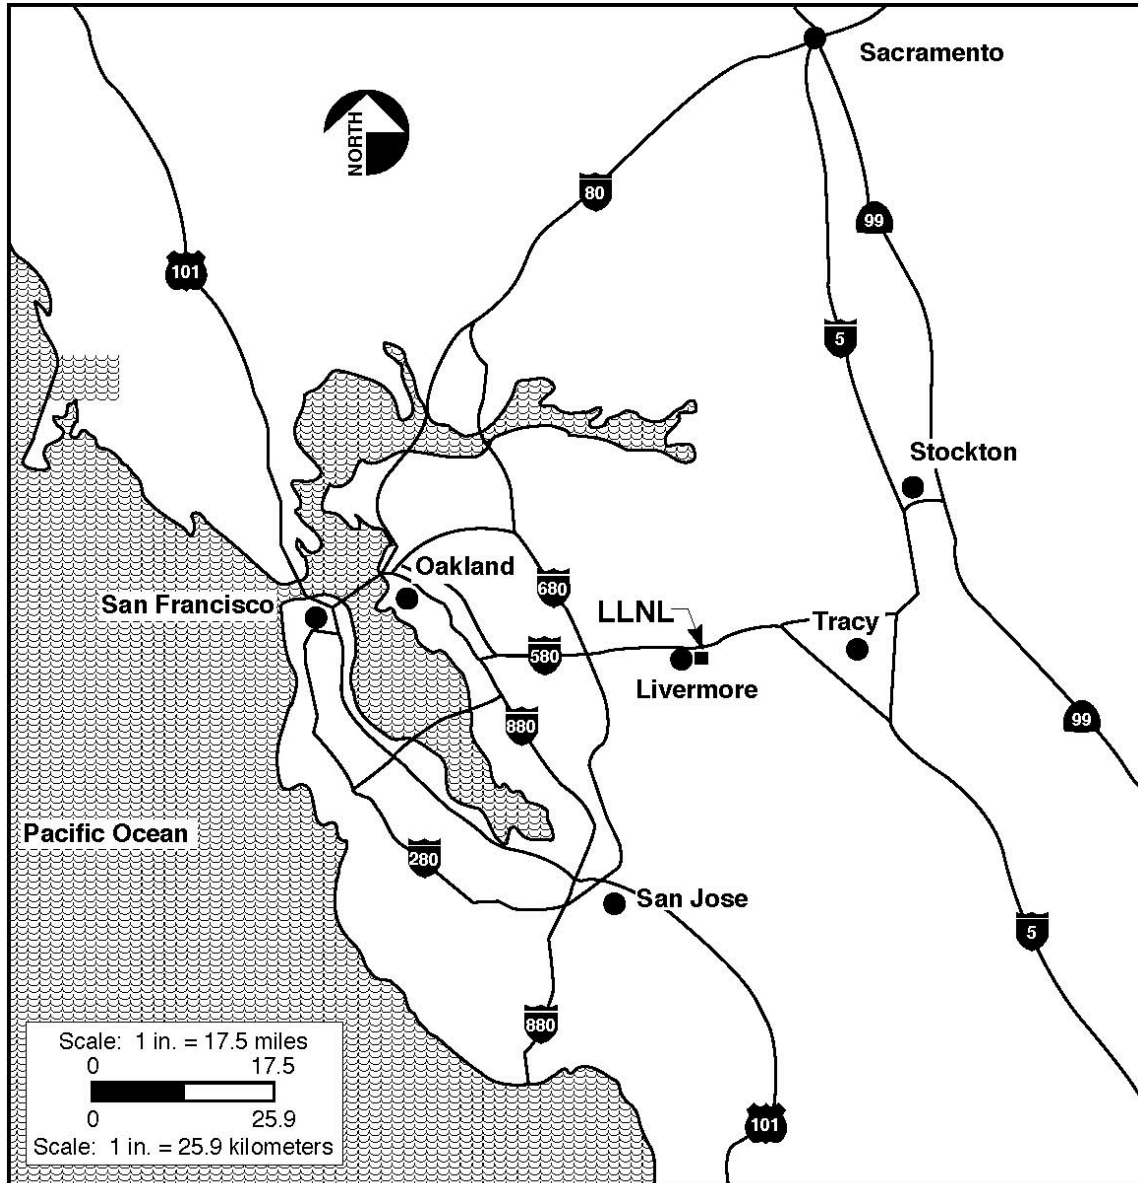 Sacramento
NORTH
80
99
101
5
Stockton
Oakland
680
San Francisco
LLNL
Tracy
580
Livermore
880
99
Pacific Ocean
280
San Jose
5
880
Scale: 1 in. = 17.5 miles
0 17.5
0 25.9
Scale: 1 in. = 25.9 kilometers
101